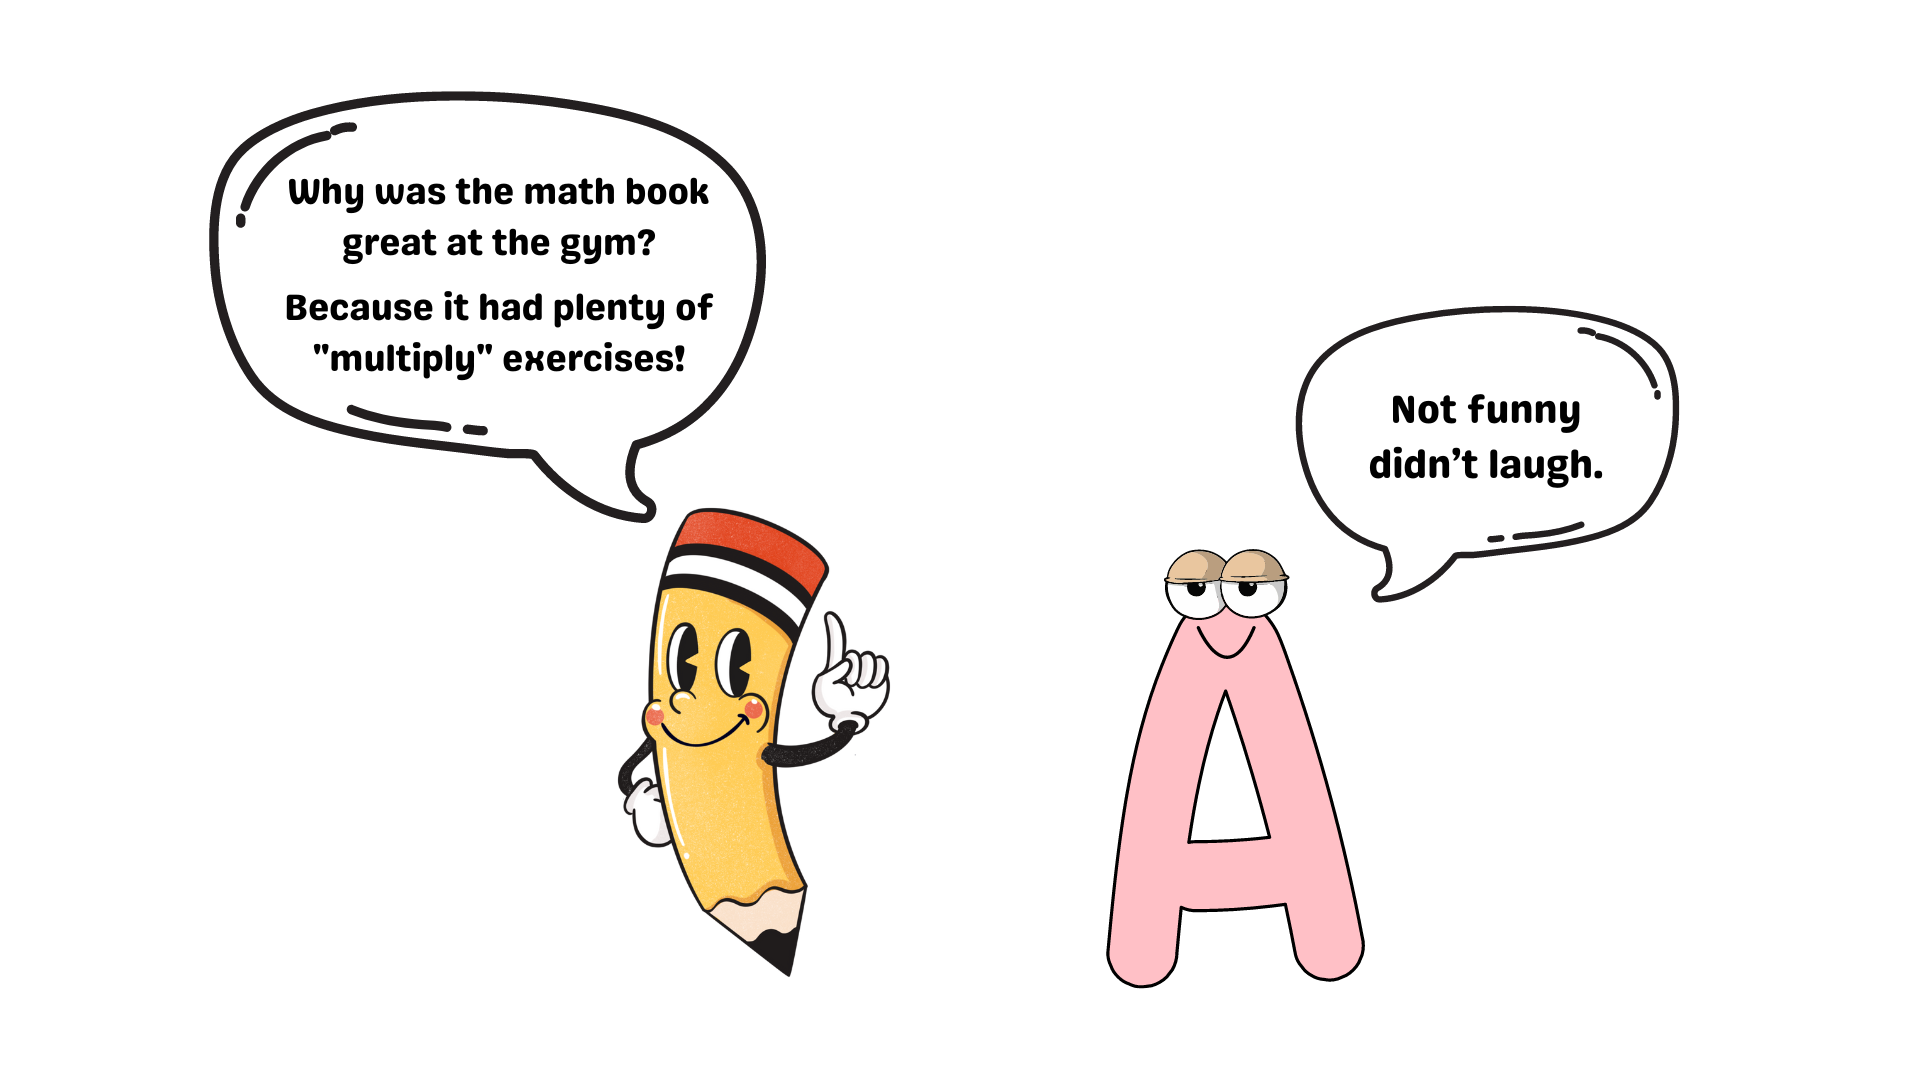 Why was the math book
great at the gym?
Because it had plenty of
"multiply" exercises!
Not funny
didn’t laugh.
A